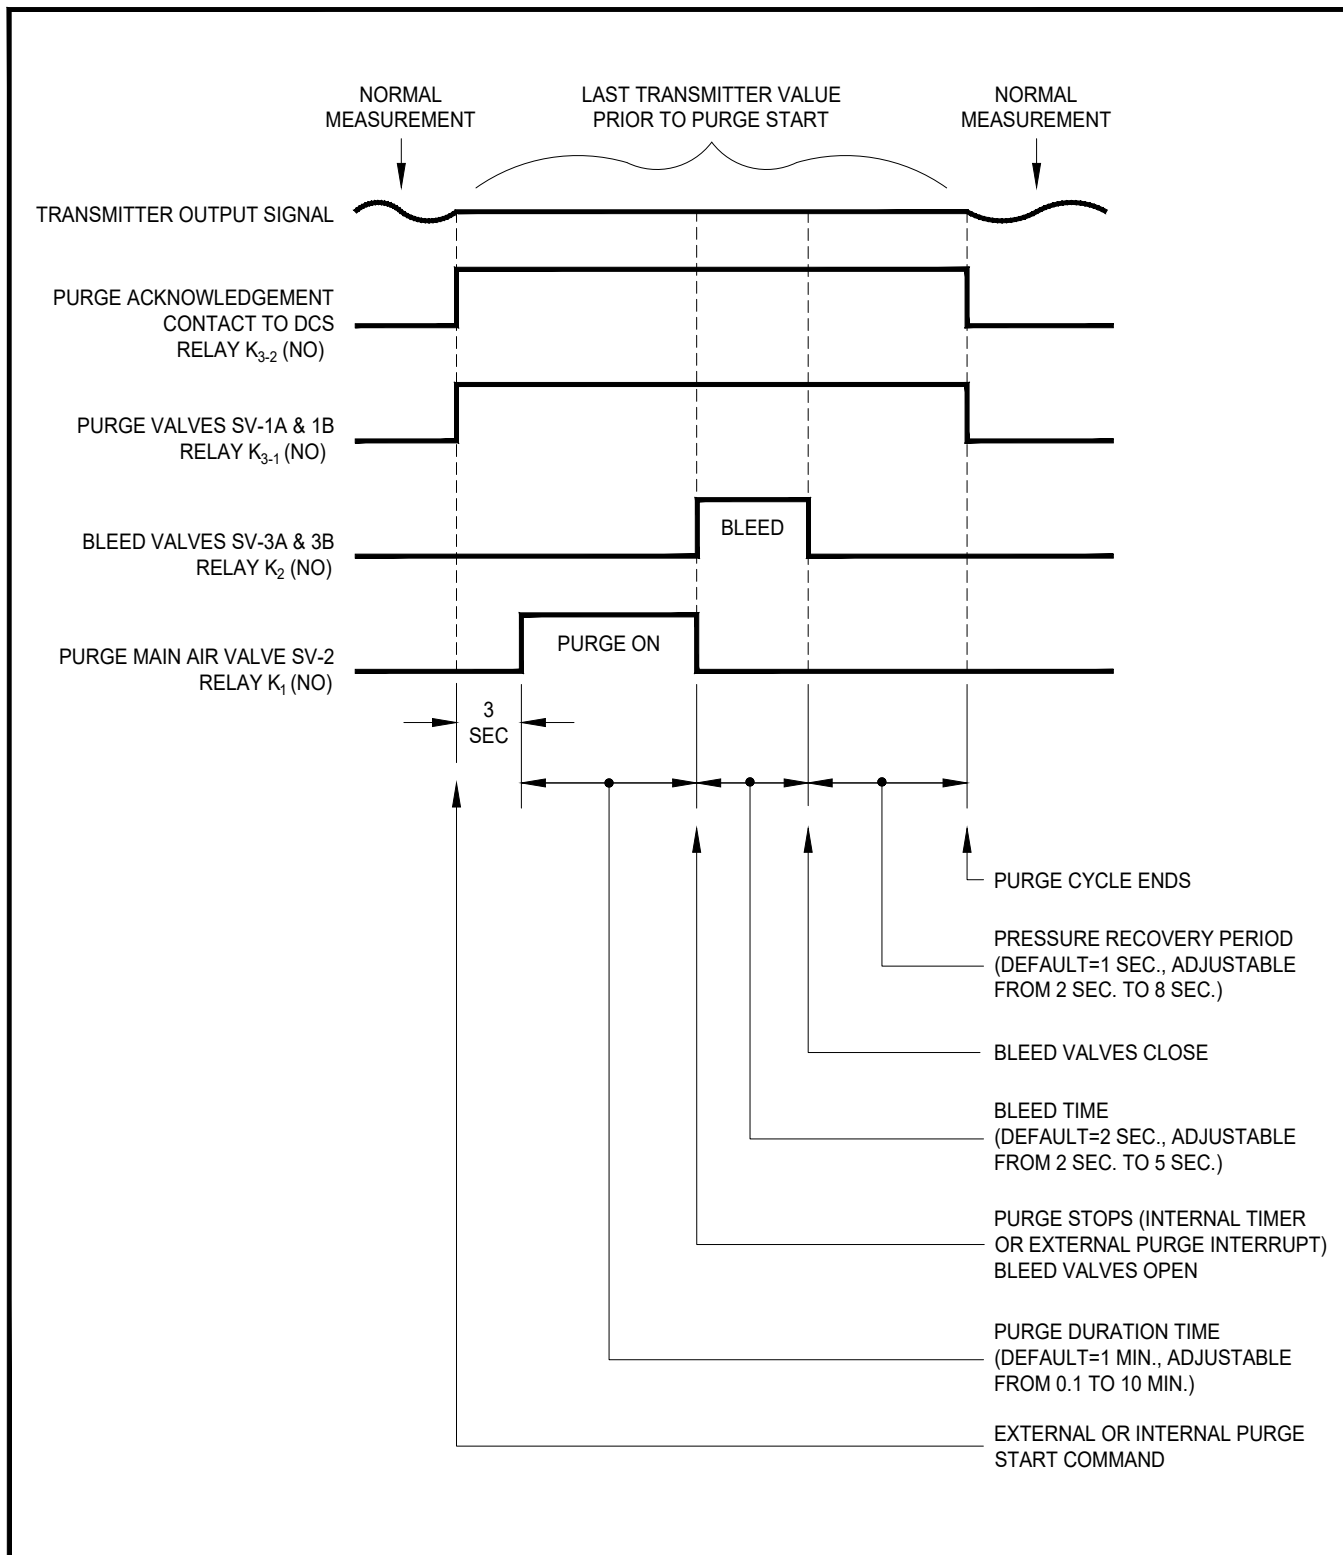 NORMAL
MEASUREMENT
LAST TRANSMITTER VALUE
PRIOR TO PURGE START
NORMAL
MEASUREMENT
TRANSMITTER OUTPUT SIGNAL
PURGE ACKNOWLEDGEMENT
CONTACT TO DCS
RELAY K3-2 (NO)
PURGE VALVES SV-1A & 1B
RELAY K3-1 (NO)
BLEED VALVES SV-3A & 3B
RELAY K2 (NO)
BLEED
PURGE MAIN AIR VALVE SV-2
RELAY K1 (NO)
PURGE ON
3
SEC
PURGE CYCLE ENDS
PRESSURE RECOVERY PERIOD
(DEFAULT=1 SEC., ADJUSTABLE
FROM 2 SEC. TO 8 SEC.)
BLEED VALVES CLOSE
BLEED TIME
(DEFAULT=2 SEC., ADJUSTABLE
FROM 2 SEC. TO 5 SEC.)
PURGE STOPS (INTERNAL TIMER
OR EXTERNAL PURGE INTERRUPT)
BLEED VALVES OPEN
PURGE DURATION TIME
(DEFAULT=1 MIN., ADJUSTABLE
FROM 0.1 TO 10 MIN.)
EXTERNAL OR INTERNAL PURGE
START COMMAND